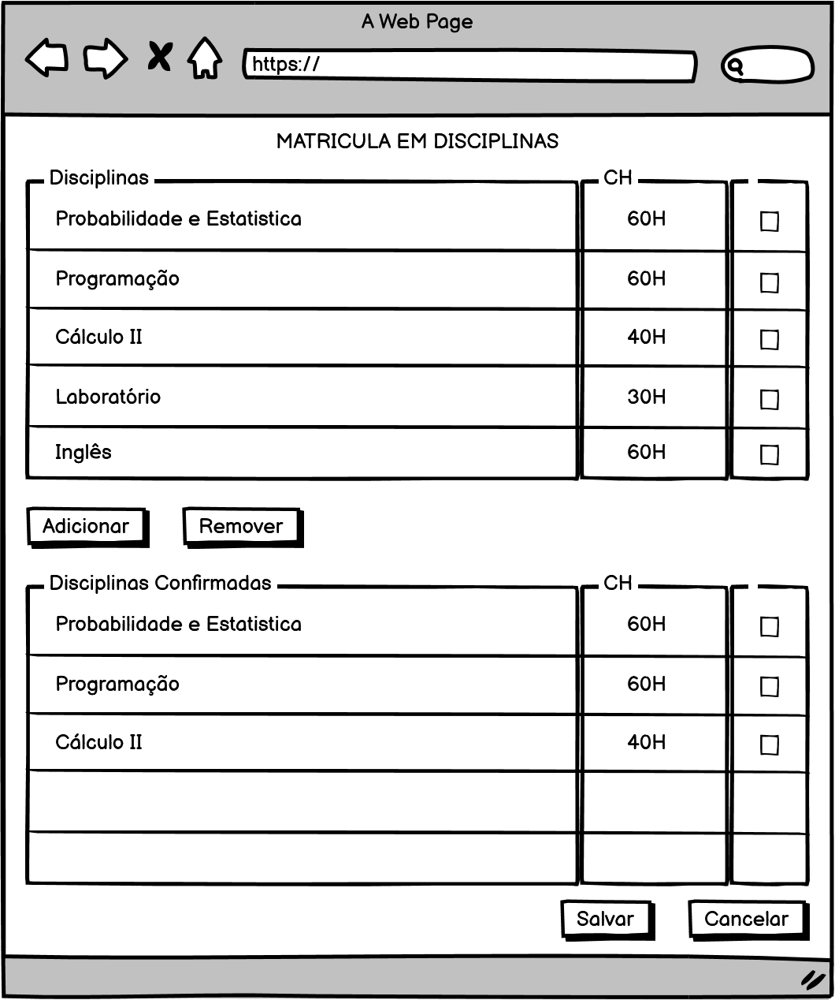 A Web Page
https://
MATRICULA EM DISCIPLINAS
Disciplinas CH
Probabilidade e Estatistica 60H
Programação 60H
Cálculo II 40H
Laboratório 30H
Inglês 60H
Adicionar Remover
Disciplinas Confirmadas CH
Probabilidade e Estatistica 60H
Programação 60H
Cálculo II 40H
Salvar Cancelar